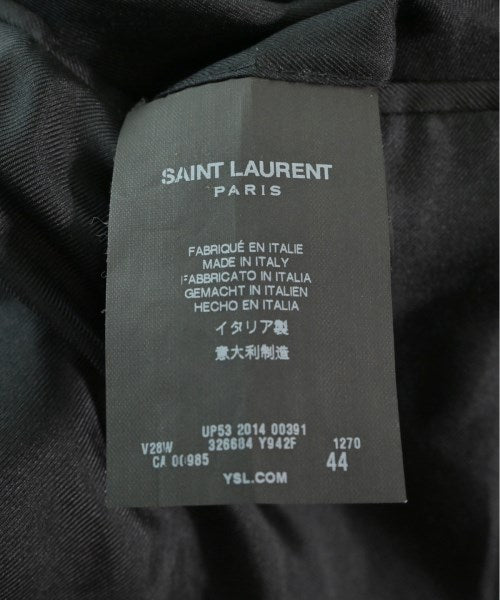 SAINT LAURENT
PARIS
FABRIQUÉ EN ITALIE
MADE IN ITALY
FABBRICATO IN ITALIA
GEMACHT IN ITALIEN
HECHO EN ITALIA
イタリア製
意大利制造
UP53 2014 00391
V28W 326684 Y942F 1270
CA 00985 44
YSL.COM